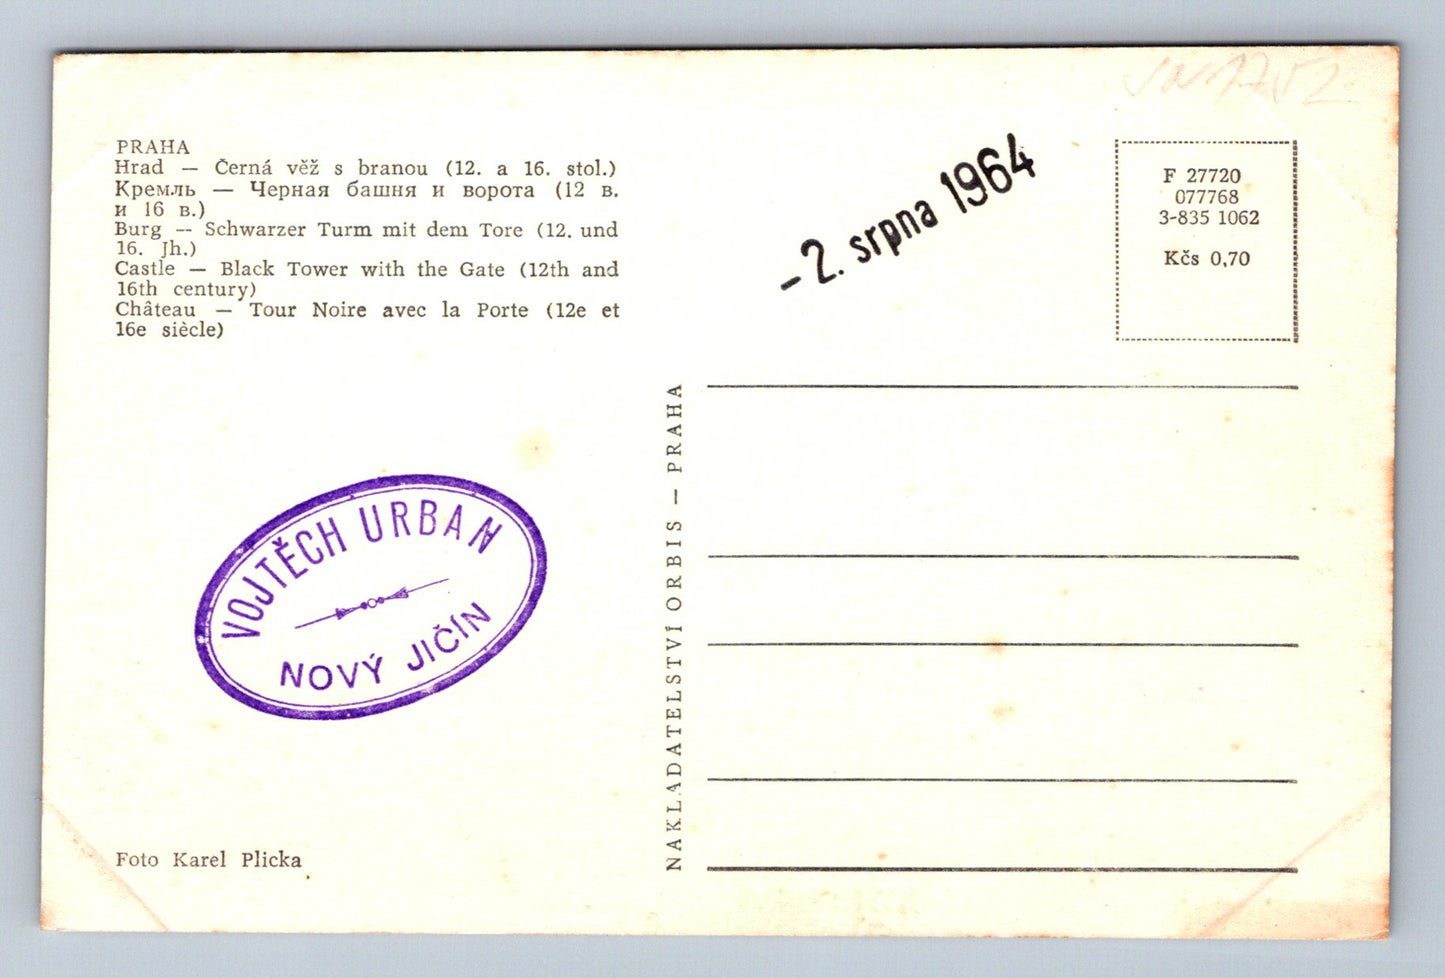 PRAHA
Hrad — Černá věž s branou (12. a 16. stol.)
Кремль — Черная башня и ворота (12 в.
и 16 в.)
Burg — Schwarzer Turm mit dem Tore (12. und
16. Jh.)
Castle — Black Tower with the Gate (12th and
16th century)
Château — Tour Noire avec la Porte (12e et
16e siècle)
– 2. srpna 1964
F 27720
077768
3-835 1062
Kčs 0,70
VOJTĚCH URBAN
NOVÝ JIČÍN
NAKLADATELSTVÍ ORBIS — PRAHA
Foto Karel Plicka